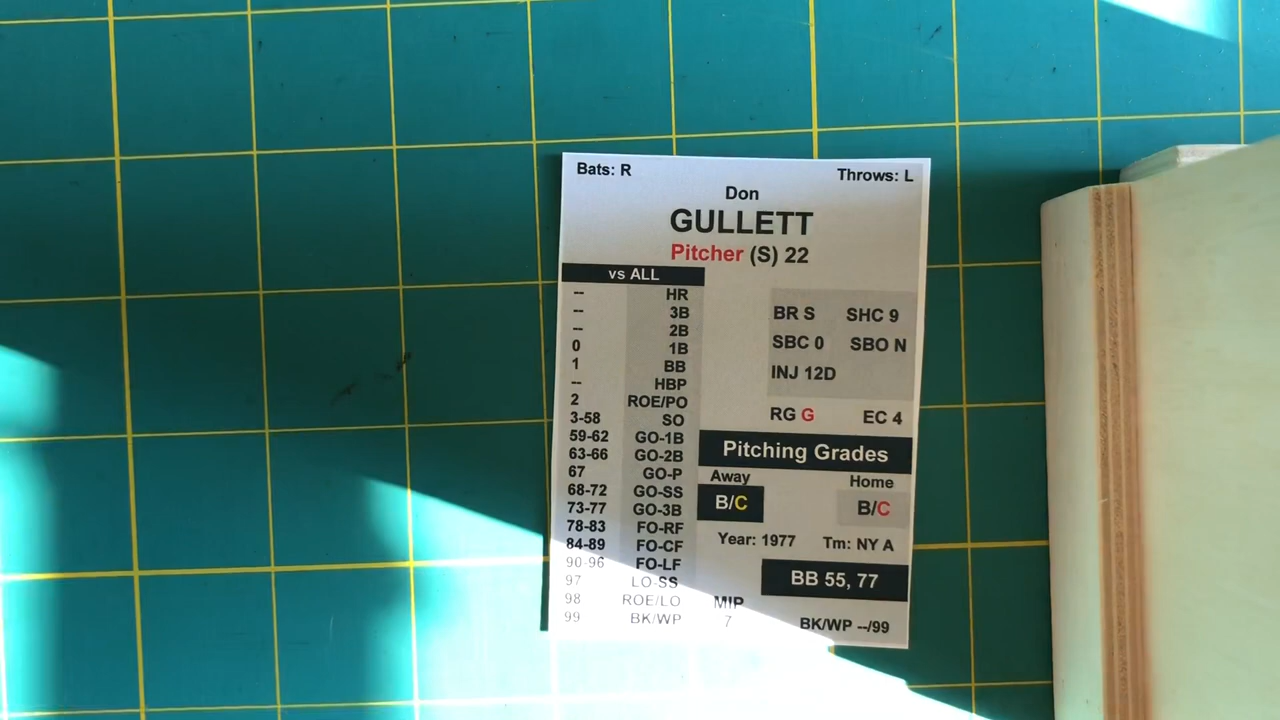 Bats: R Throws: L
Don
GULLETT
Pitcher (S) 22
vs ALL
-- HR
-- 3B
-- 2B
0 1B
1 BB
-- HBP
2 ROE/PO
3-58 SO
59-62 GO-1B
63-66 GO-2B
67 GO-P
68-72 GO-SS
73-77 GO-3B
78-83 FO-RF
84-89 FO-CF
90-96 FO-LF
97 LO-SS
98 ROE/LO
99 BK/WP
BR S SHC 9
SBC 0 SBO N
INJ 12D
RG G EC 4
Pitching Grades
Away Home
B/C B/C
Year: 1977 Tm: NY A
BB 55, 77
MIP
7 BK/WP --/99